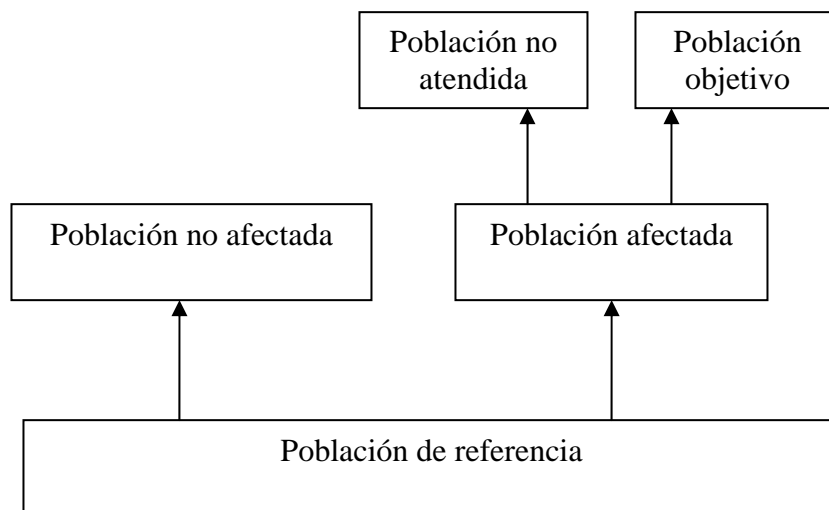 Población no
atendida
Población
objetivo
Población no afectada
Población afectada
Población de referencia